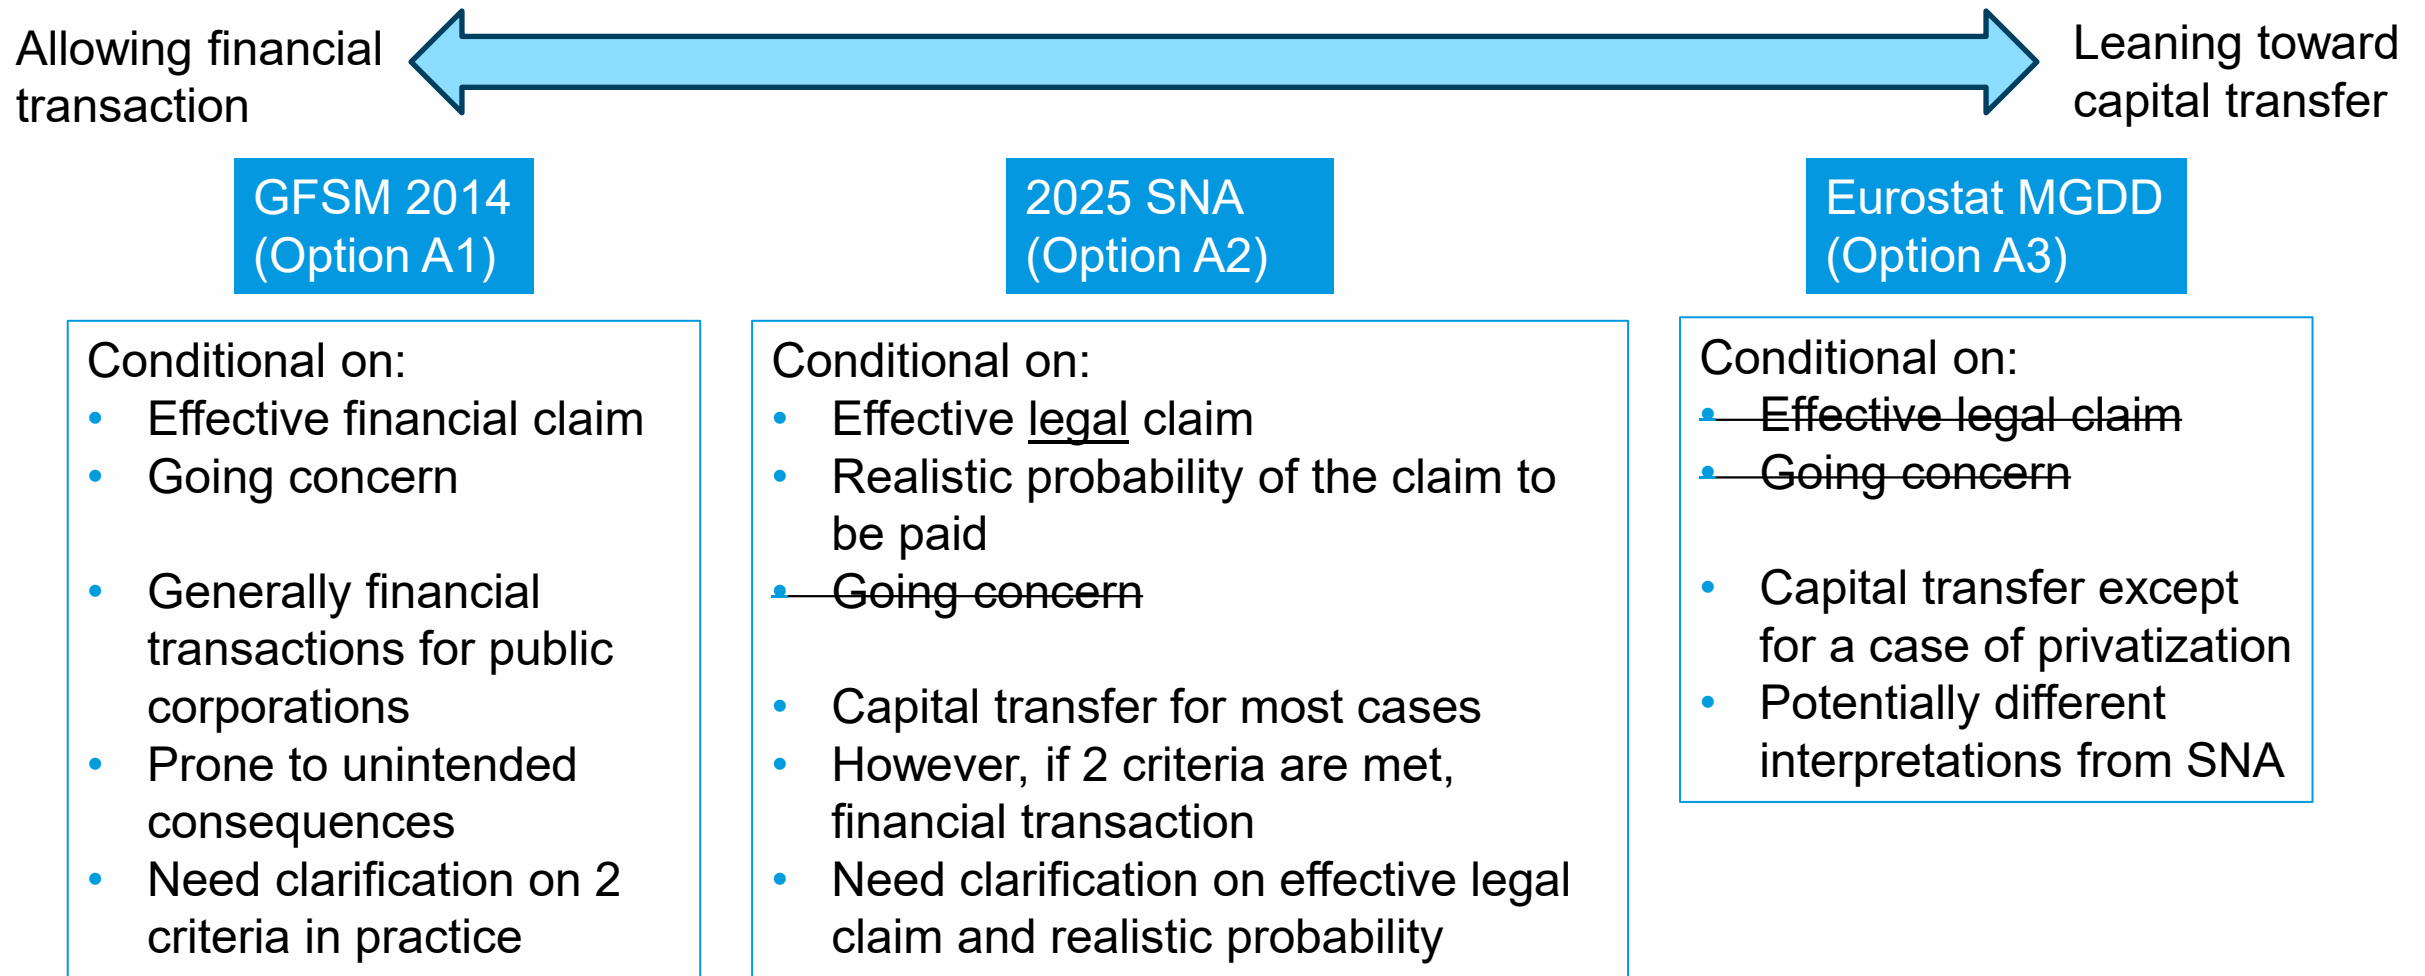 Allowing financial
transaction
Leaning toward
capital transfer
GFSM 2014
(Option A1)
2025 SNA
(Option A2)
Eurostat MGDD
(Option A3)
Conditional on:
• Effective financial claim
• Going concern
• Generally financial
transactions for public
corporations
• Prone to unintended
consequences
• Need clarification on 2
criteria in practice
Conditional on:
• Effective legal claim
• Realistic probability of the claim to
be paid
• Going concern
• Capital transfer for most cases
• However, if 2 criteria are met,
financial transaction
• Need clarification on effective legal
claim and realistic probability
Conditional on:
• Effective legal claim
• Going concern
• Capital transfer except
for a case of privatization
• Potentially different
interpretations from SNA